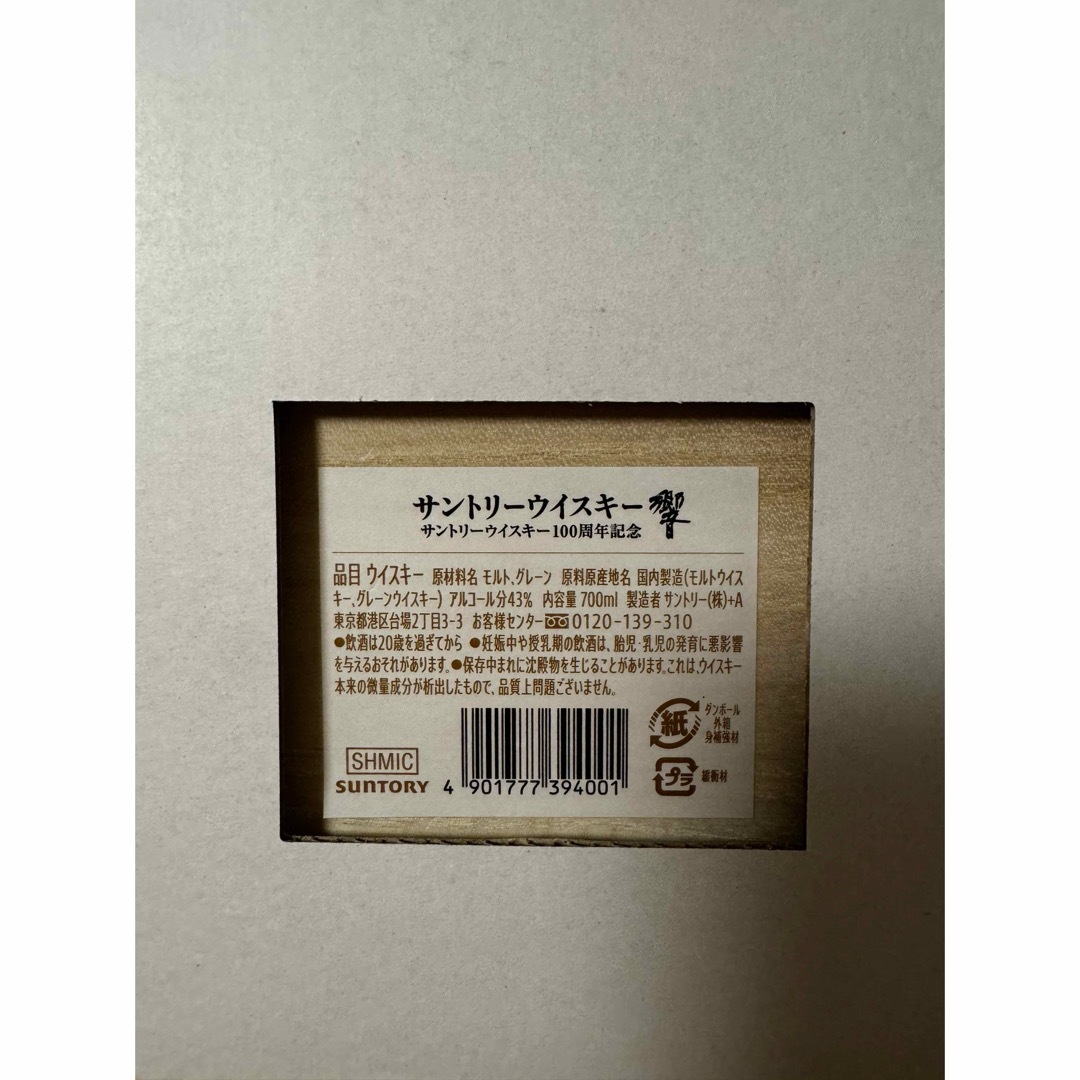 サントリーウイスキー響
サントリーウイスキー100周年記念
品目 ウイスキー 原材料名 モルト、グレーン 原料原産地名 国内製造(モルトウイス
キー、グレーンウイスキー) アルコール分43% 内容量 700ml 製造者 サントリー(株)+A
東京都港区台場2丁目3-3 お客様センター 0120-139-310
●飲酒は20歳を過ぎてから ●妊娠中や授乳期の飲酒は、胎児・乳児の発育に悪影響
を与えるおそれがあります。●保存中まれに沈殿物を生じることがあります。これは、ウイスキー
本来の微量成分が析出したもので、品質上問題ございません。
SHMIC
SUNTORY
4 901777 394001
紙
ダンボール
外箱
身補強材
プラ
緩衝材